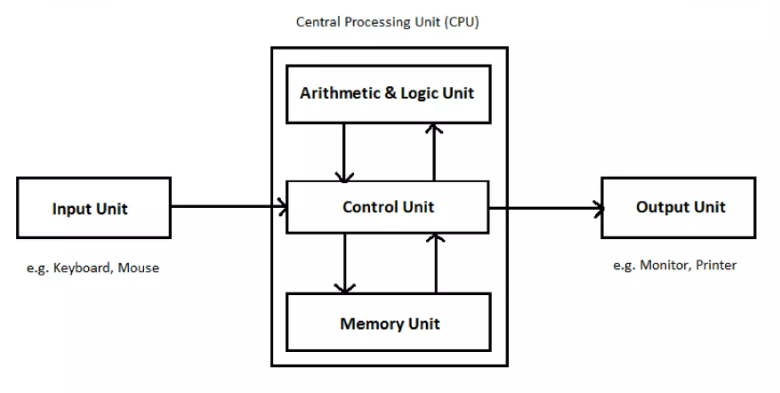 Central Processing Unit (CPU)
Arithmetic & Logic Unit
Input Unit
Control Unit
Output Unit
e.g. Keyboard, Mouse
e.g. Monitor, Printer
Memory Unit